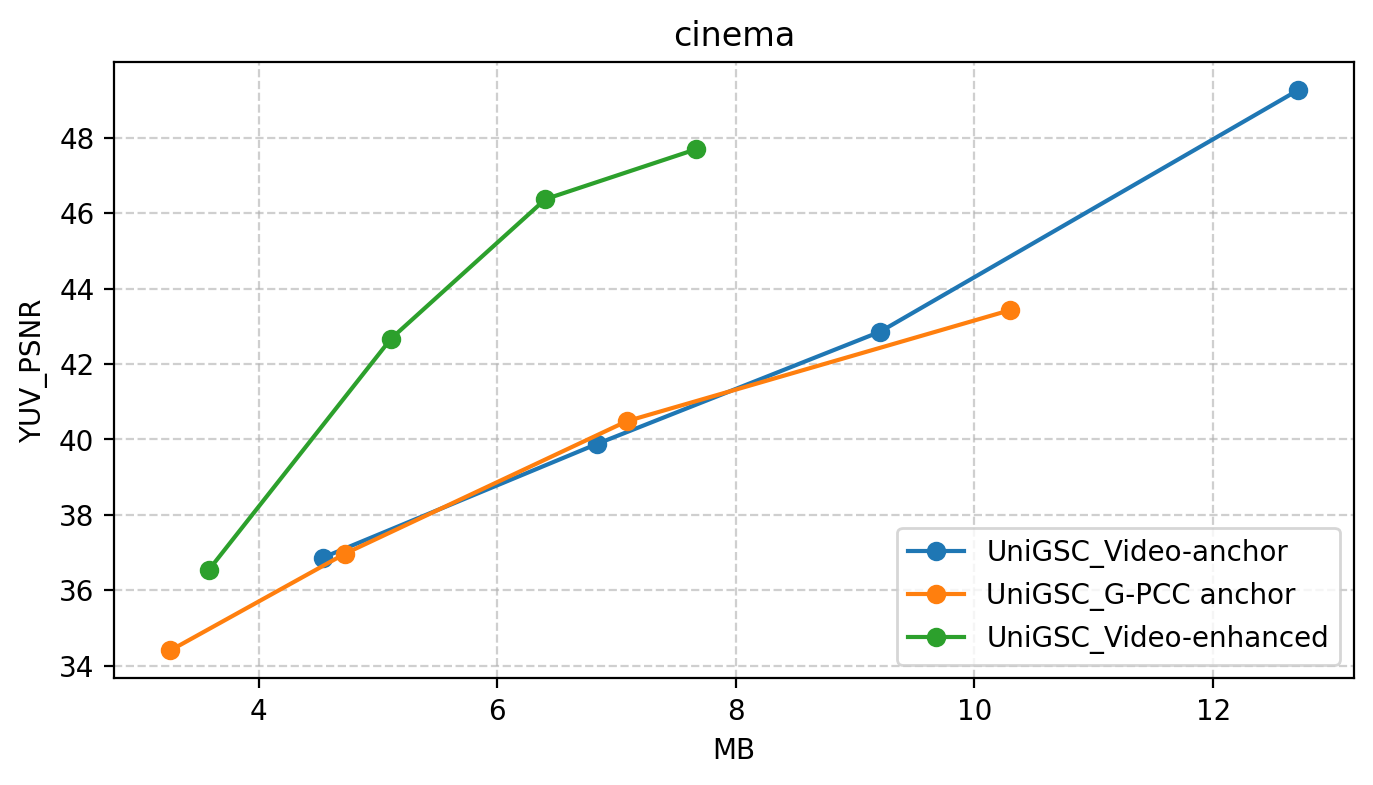 cinema
48
46
44
42
40
38
36
34
YUV_PSNR
UniGSC_Video-anchor
UniGSC_G-PCC anchor
UniGSC_Video-enhanced
4 6 8 10 12
MB